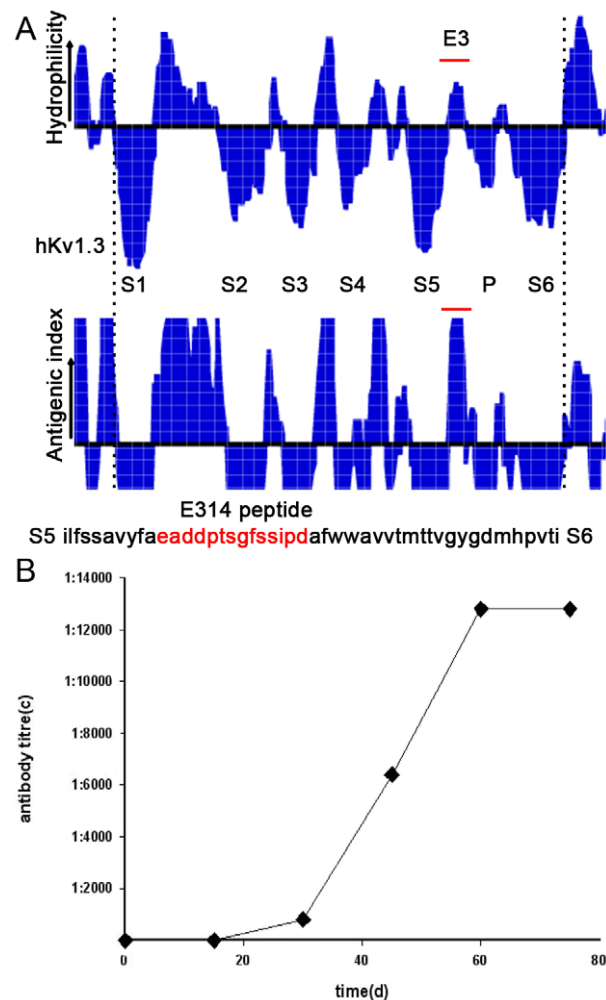 A
Hydrophilicity
E3
hKv1.3
S1 S2 S3 S4 S5 P S6
Antigenic index
E314 peptide
S5 ilfssavyfaeaddptsgfssipdafwwavvtmttvgygdmhpvti S6
B
1:14000
1:12000
1:10000
1:8000
1:6000
1:4000
1:2000
antibody titre(c)
0 20 40 60 80
time(d)